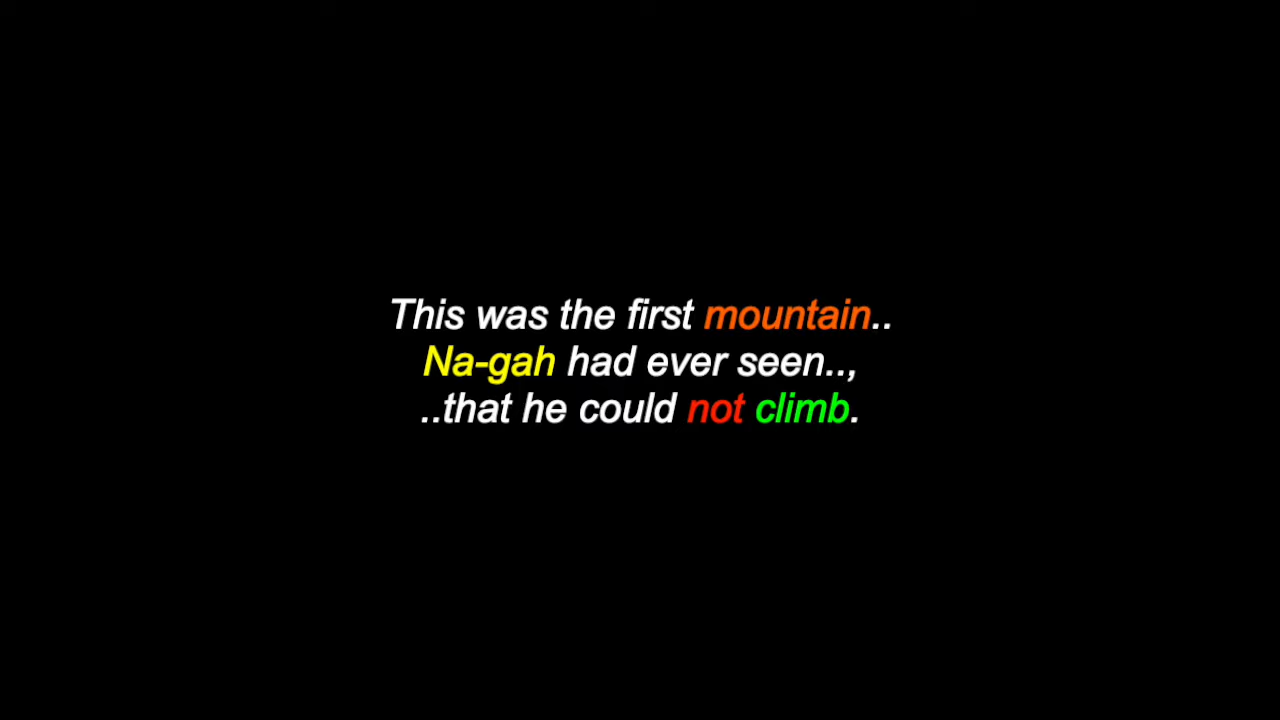 This was the first mountain..
Na-gah had ever seen..,
..that he could not climb.